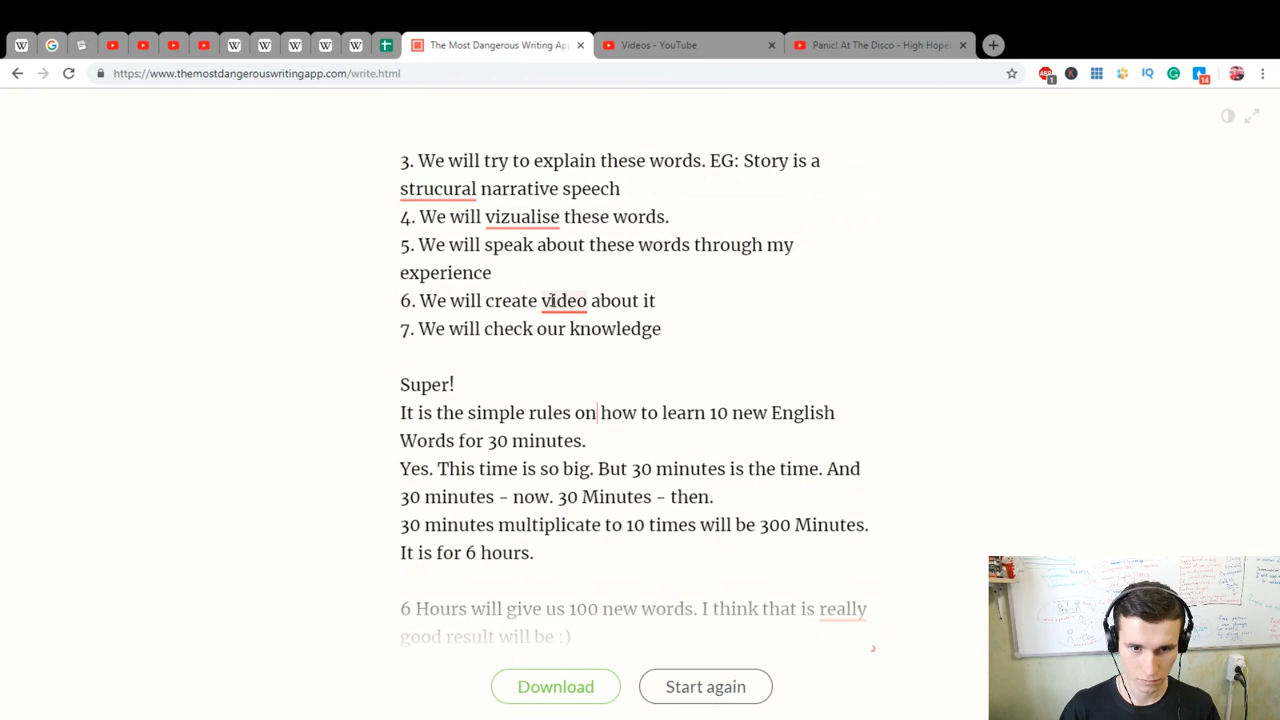 The Most Dangerous Writing Ap
Videos - YouTube
Panic! At The Disco - High Hope
https://www.themostdangerouswritingapp.com/write.html
3. We will try to explain these words. EG: Story is a
strucural narrative speech
4. We will vizualise these words.
5. We will speak about these words through my
experience
6. We will create video about it
7. We will check our knowledge
Super!
It is the simple rules on how to learn 10 new English
Words for 30 minutes.
Yes. This time is so big. But 30 minutes is the time. And
30 minutes - now. 30 Minutes - then.
30 minutes multiplicate to 10 times will be 300 Minutes.
It is for 6 hours.
6 Hours will give us 100 new words. I think that is really
good result will be :)
Download
Start again